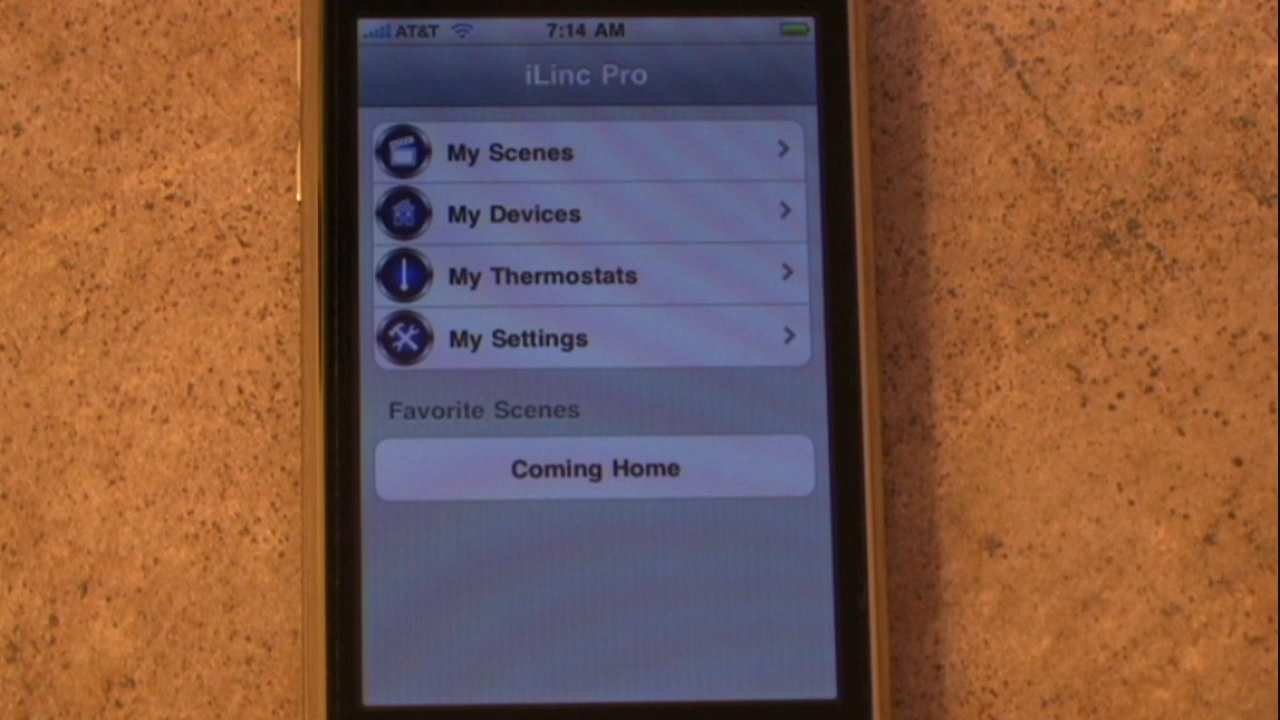 AT&T 7:14 AM
iLinc Pro
My Scenes
My Devices
My Thermostats
My Settings
Favorite Scenes
Coming Home